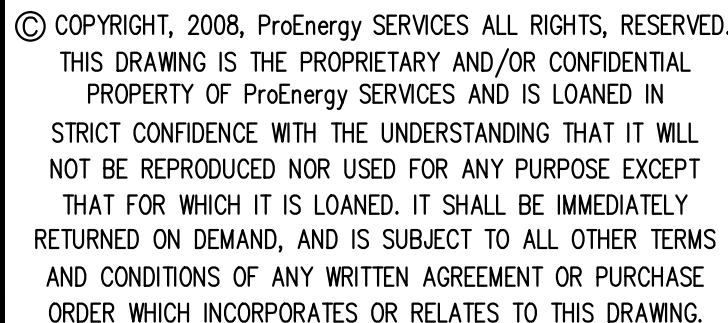 © COPYRIGHT, 2008, ProEnergy SERVICES ALL RIGHTS, RESERVED.
THIS DRAWING IS THE PROPRIETARY AND/OR CONFIDENTIAL
PROPERTY OF ProEnergy SERVICES AND IS LOANED IN
STRICT CONFIDENCE WITH THE UNDERSTANDING THAT IT WILL
NOT BE REPRODUCED NOR USED FOR ANY PURPOSE EXCEPT
THAT FOR WHICH IT IS LOANED. IT SHALL BE IMMEDIATELY
RETURNED ON DEMAND, AND IS SUBJECT TO ALL OTHER TERMS
AND CONDITIONS OF ANY WRITTEN AGREEMENT OR PURCHASE
ORDER WHICH INCORPORATES OR RELATES TO THIS DRAWING.